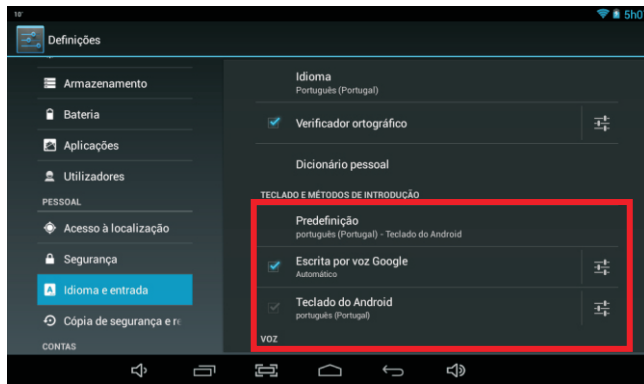 10"
5h0
Definições
Armazenamento
Bateria
Aplicações
Utilizadores
PESSOAL
Acesso à localização
Segurança
Idioma e entrada
Cópia de segurança e re
CONTAS
Idioma
Português (Portugal)
Verificador ortográfico
Dicionário pessoal
TECLADO E MÉTODOS DE INTRODUÇÃO
Predefinição
português (Portugal) - Teclado do Android
Escrita por voz Google
Automático
Teclado do Android
português (Portugal)
VOZ